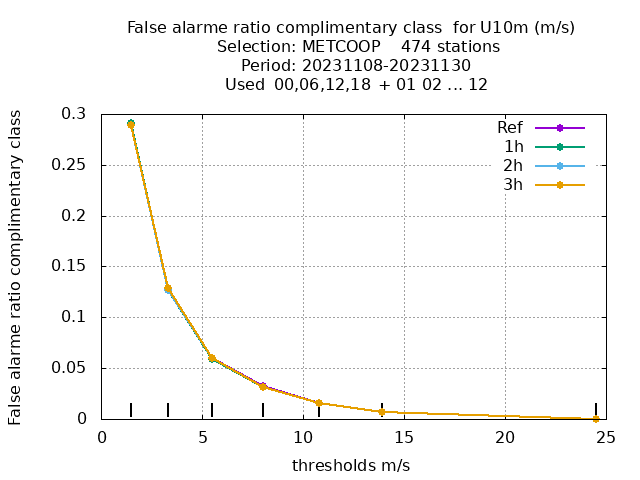 False alarme ratio complimentary class  for U10m (m/s)
Selection: METCOOP    474 stations
Period: 20231108-20231130
Used  00,06,12,18 + 01 02 ... 12
False alarme ratio complimentary class
0.3
0.25
0.2
0.15
0.1
0.05
0
Ref
1h
2h
3h
0 5 10 15 20 25
thresholds m/s